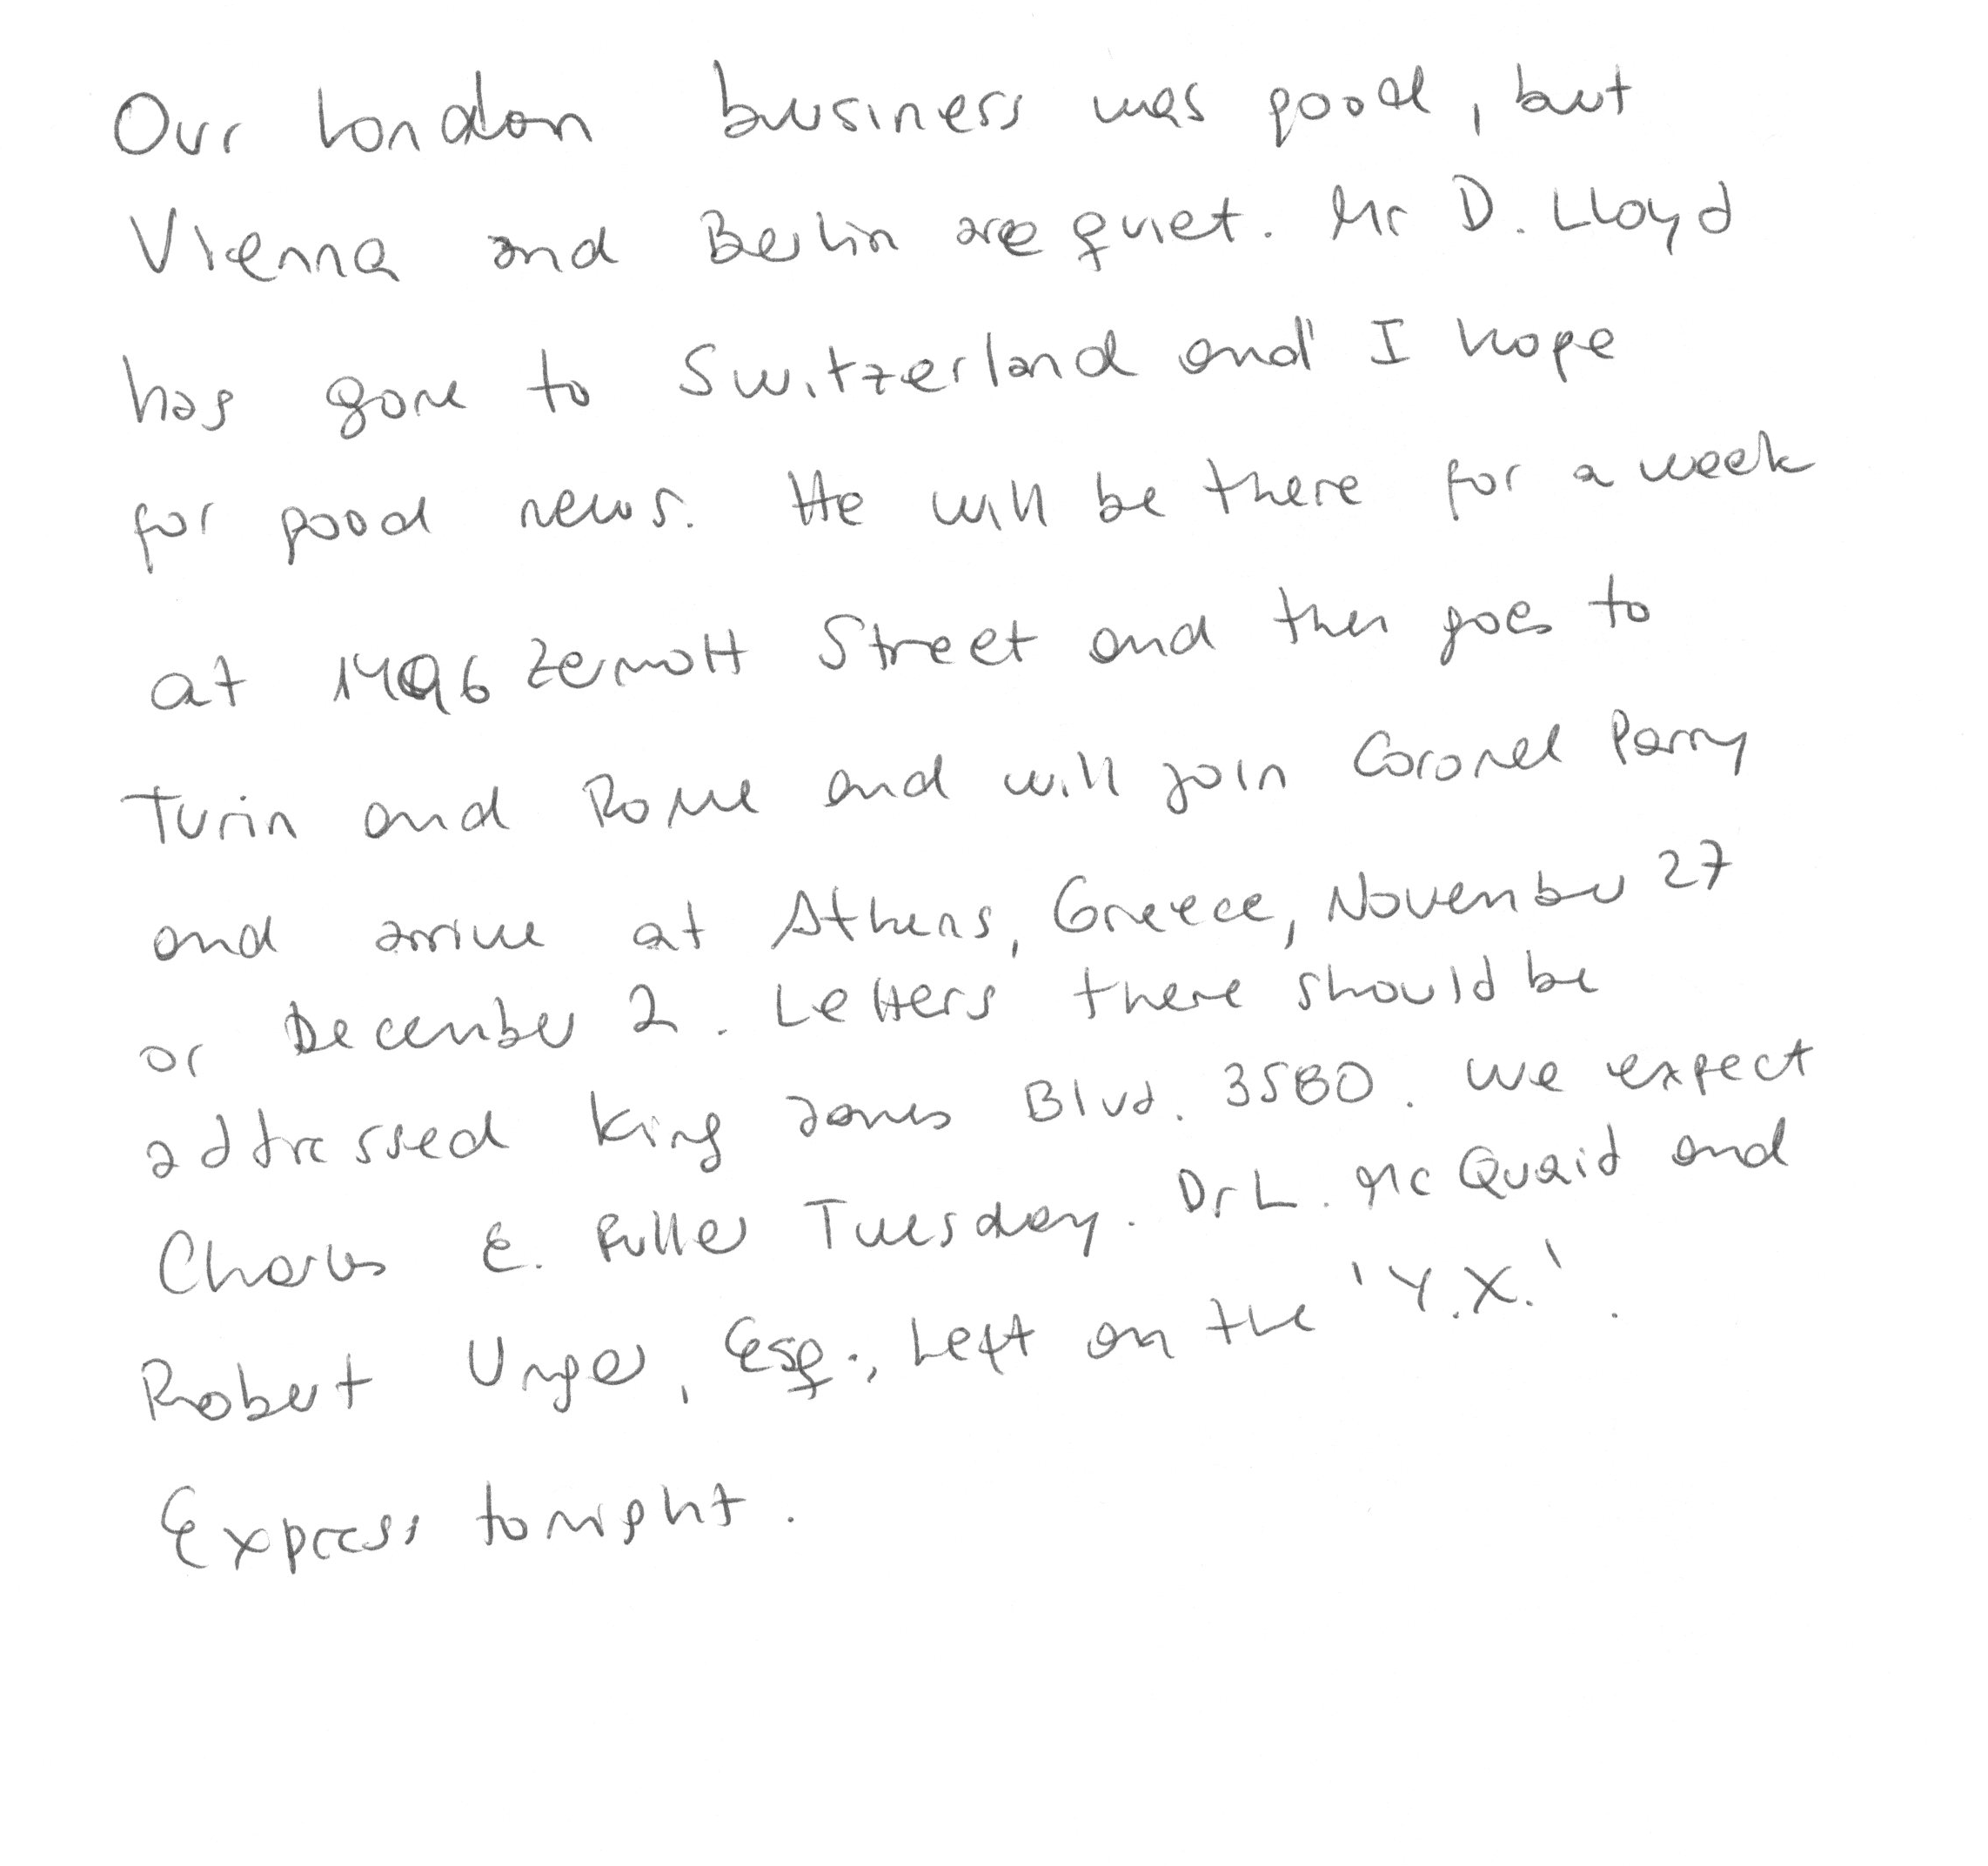 Our London business was good, but
Vienna and Berlin are quiet. Mr D. Lloyd
has gone to Switzerland and I hope
for good news. He will be there for a week
at 1496 Zermott Street and then goes to
Turin and Rome and will join Coronel Parry
and arrive at Athens, Greece, November 27
or December 2. Letters there should be
addressed King James Blvd. 3580. We expect
Charles E. Fuller Tuesday. Dr L. McQuaid and
Robert Unger, Esq., Left on the 'Y.X.'.
Express tonight.